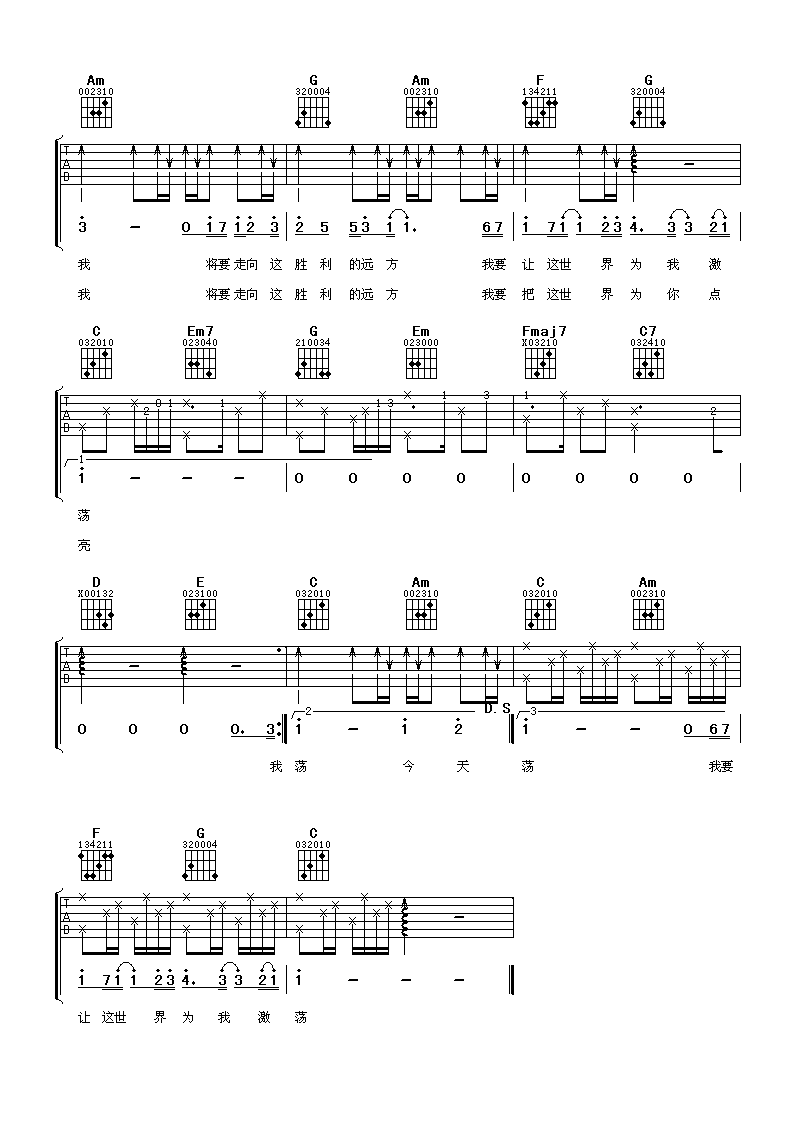 Am G Am F G
002310 320004 002310 134211 320004
T
A
B
3 - 0 1 7 1 2 3 2 5 5 3 1 1. 6 7 1 7 1 1 2 3 4. 3 3 2 1
我 将要 走向 这 胜 利 的远 方 我要 让 这世 界 为 我 激
我 将要 走向 这 胜 利 的远 方 我要 把 这世 界 为 你 点
C Em7 G Em Fmaj7 C7
032010 023040 210034 023000 X03210 032410
T
A
B
2 0 1 1 1 3 1 3 1 2
1
1 - - - 0 0 0 0 0 0 0 0
荡
亮
D E C Am C Am
X00132 023100 032010 002310 032010 002310
T
A
B
2 D.S 3
0 0 0 0. 3 1 - 1 2 1 - - 0 6 7
我 荡 今 天 荡 我要
F G C
134211 320004 032010
T
A
B
1 7 1 1 2 3 4. 3 3 2 1 1 - - -
让 这世 界 为 我 激 荡